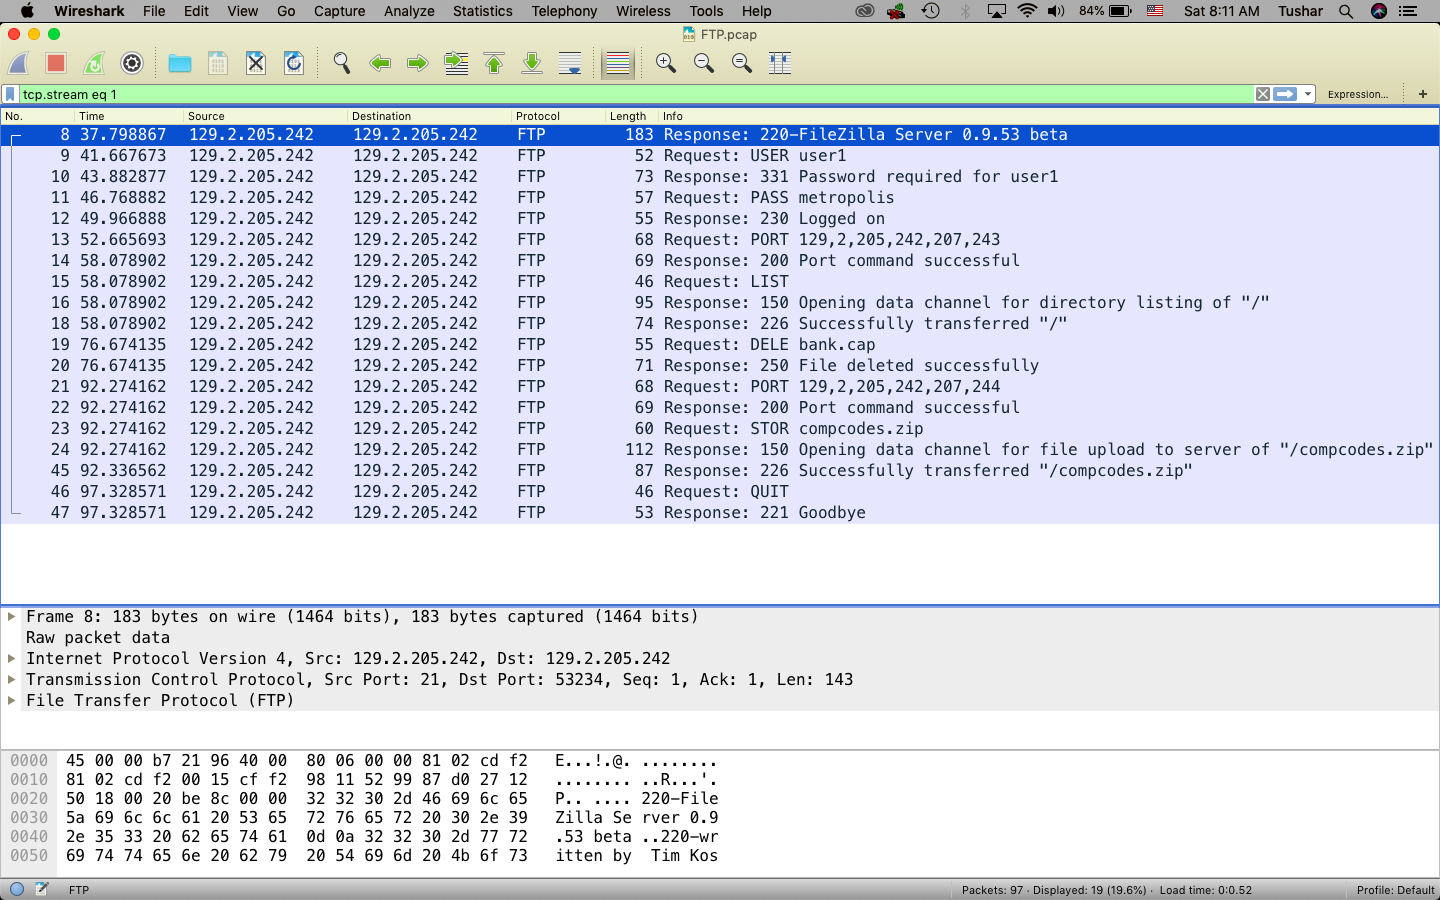 Wireshark File Edit View Go Capture Analyze Statistics Telephony Wireless Tools Help 84% Sat 8:11 AM Tushar
FTP.pcap
tcp.stream eq 1 Expression... +
No. Time Source Destination Protocol Length Info
8 37.798867 129.2.205.242 129.2.205.242 FTP 183 Response: 220-FileZilla Server 0.9.53 beta
9 41.667673 129.2.205.242 129.2.205.242 FTP 52 Request: USER user1
10 43.882877 129.2.205.242 129.2.205.242 FTP 73 Response: 331 Password required for user1
11 46.768882 129.2.205.242 129.2.205.242 FTP 57 Request: PASS metropolis
12 49.966888 129.2.205.242 129.2.205.242 FTP 55 Response: 230 Logged on
13 52.665693 129.2.205.242 129.2.205.242 FTP 68 Request: PORT 129,2,205,242,207,243
14 58.078902 129.2.205.242 129.2.205.242 FTP 69 Response: 200 Port command successful
15 58.078902 129.2.205.242 129.2.205.242 FTP 46 Request: LIST
16 58.078902 129.2.205.242 129.2.205.242 FTP 95 Response: 150 Opening data channel for directory listing of "/"
18 58.078902 129.2.205.242 129.2.205.242 FTP 74 Response: 226 Successfully transferred "/"
19 76.674135 129.2.205.242 129.2.205.242 FTP 55 Request: DELE bank.cap
20 76.674135 129.2.205.242 129.2.205.242 FTP 71 Response: 250 File deleted successfully
21 92.274162 129.2.205.242 129.2.205.242 FTP 68 Request: PORT 129,2,205,242,207,244
22 92.274162 129.2.205.242 129.2.205.242 FTP 69 Response: 200 Port command successful
23 92.274162 129.2.205.242 129.2.205.242 FTP 60 Request: STOR compcodes.zip
24 92.274162 129.2.205.242 129.2.205.242 FTP 112 Response: 150 Opening data channel for file upload to server of "/compcodes.zip"
45 92.336562 129.2.205.242 129.2.205.242 FTP 87 Response: 226 Successfully transferred "/compcodes.zip"
46 97.328571 129.2.205.242 129.2.205.242 FTP 46 Request: QUIT
47 97.328571 129.2.205.242 129.2.205.242 FTP 53 Response: 221 Goodbye
Frame 8: 183 bytes on wire (1464 bits), 183 bytes captured (1464 bits)
Raw packet data
Internet Protocol Version 4, Src: 129.2.205.242, Dst: 129.2.205.242
Transmission Control Protocol, Src Port: 21, Dst Port: 53234, Seq: 1, Ack: 1, Len: 143
File Transfer Protocol (FTP)
0000 45 00 00 b7 21 96 40 00 80 06 00 00 81 02 cd f2 E...!.@. ........
0010 81 02 cd f2 00 15 cf f2 98 11 52 99 87 d0 27 12 ........ ..R...'.
0020 50 18 00 20 be 8c 00 00 32 32 30 2d 46 69 6c 65 P.. .... 220-File
0030 5a 69 6c 6c 61 20 53 65 72 76 65 72 20 30 2e 39 Zilla Se rver 0.9
0040 2e 35 33 20 62 65 74 61 0d 0a 32 32 30 2d 77 72 .53 beta ..220-wr
0050 69 74 74 65 6e 20 62 79 20 54 69 6d 20 4b 6f 73 itten by Tim Kos
FTP Packets: 97 · Displayed: 19 (19.6%) · Load time: 0:0.52 Profile: Default